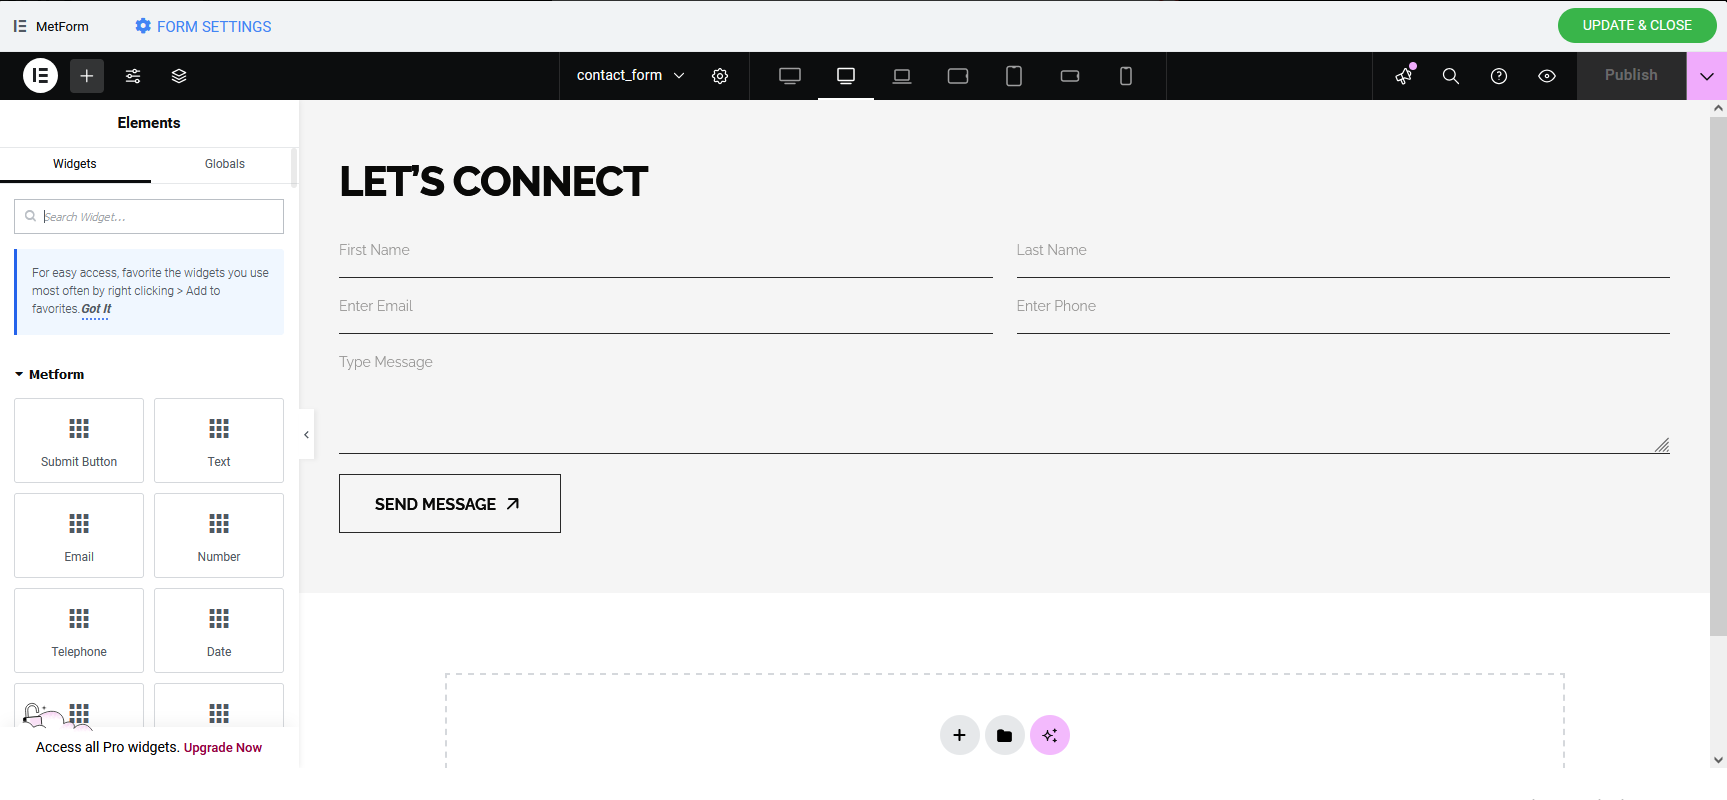 MetForm
FORM SETTINGS
UPDATE & CLOSE
contact_form
Publish
Elements
Widgets
Globals
Search Widget...
For easy access, favorite the widgets you use
most often by right clicking > Add to
favorites. Got It
Metform
Submit Button
Text
Email
Number
Telephone
Date
Access all Pro widgets. Upgrade Now
LET’S CONNECT
First Name
Last Name
Enter Email
Enter Phone
Type Message
SEND MESSAGE